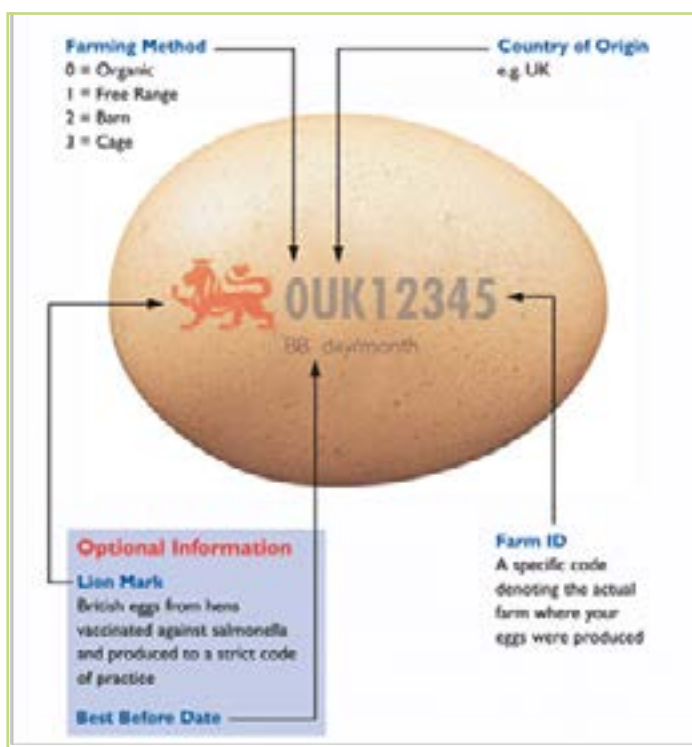 Farming Method
0 = Organic
1 = Free Range
2 = Barn
3 = Cage
Country of Origin
e.g. UK
0UK12345
BB day/month
Optional Information
Lion Mark
British eggs from hens
vaccinated against salmonella
and produced to a strict code
of practice
Best Before Date
Farm ID
A specific code
denoting the actual
farm where your
eggs were produced